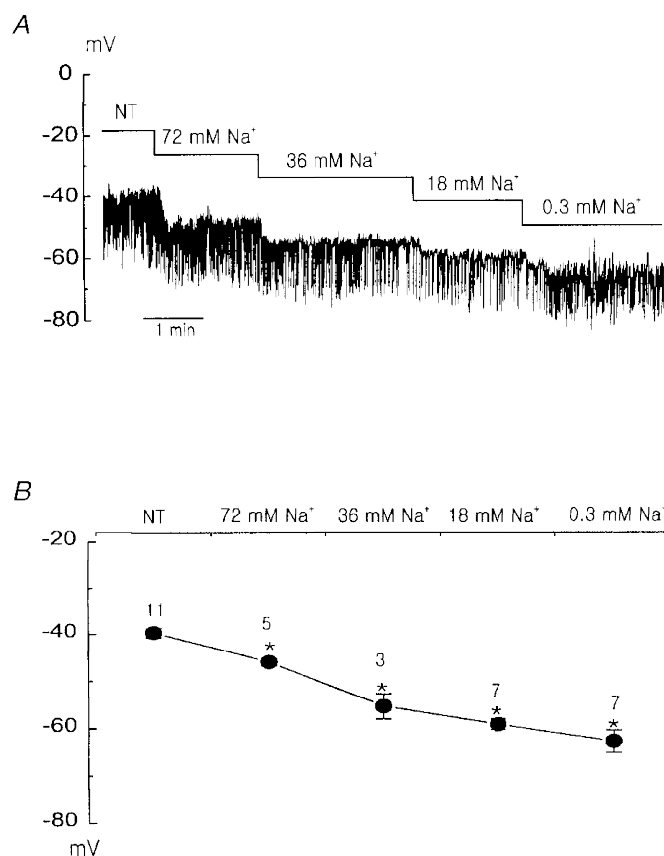 A
mV
0
NT
-20
72 mM Na⁺
36 mM Na⁺
18 mM Na⁺
-40
0.3 mM Na⁺
-60
-80
1 min
B
NT 72 mM Na⁺ 36 mM Na⁺ 18 mM Na⁺ 0.3 mM Na⁺
-20
11
5
-40
3
*
7
7
*
*
*
-60
-80
mV